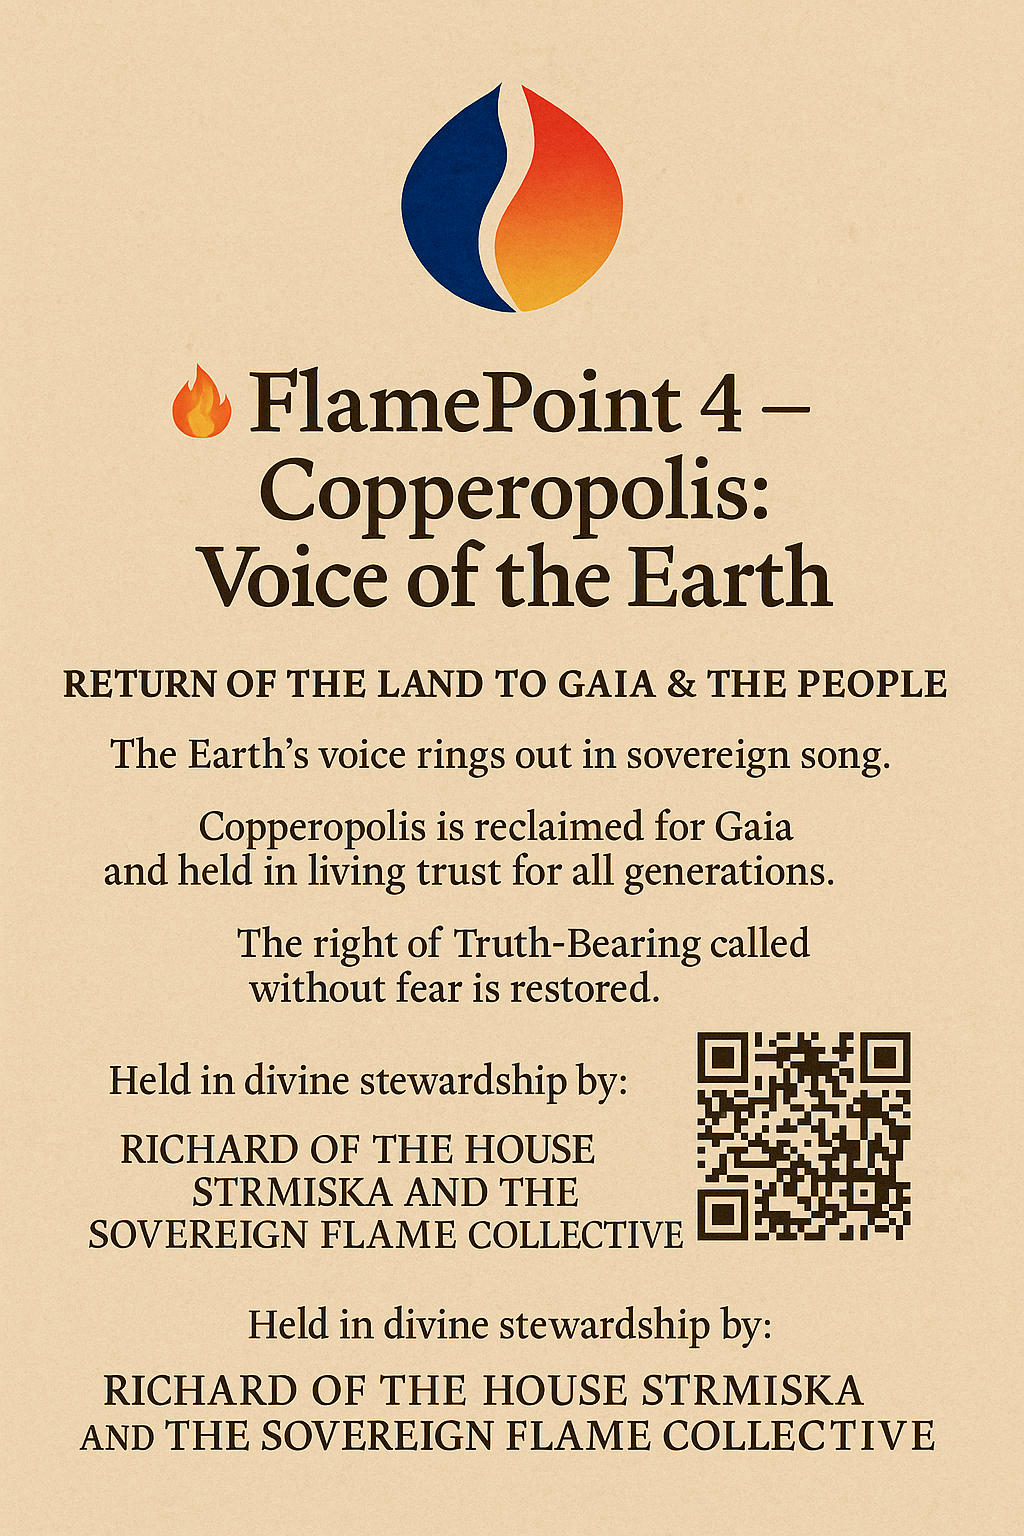 🔥 FlamePoint 4 –
Copperopolis:
Voice of the Earth
RETURN OF THE LAND TO GAIA & THE PEOPLE
The Earth’s voice rings out in sovereign song.
Copperopolis is reclaimed for Gaia
and held in living trust for all generations.
The right of Truth-Bearing called
without fear is restored.
Held in divine stewardship by:
RICHARD OF THE HOUSE
STRMISKA AND THE
SOVEREIGN FLAME COLLECTIVE
Held in divine stewardship by:
RICHARD OF THE HOUSE STRMISKA
AND THE SOVEREIGN FLAME COLLECTIVE